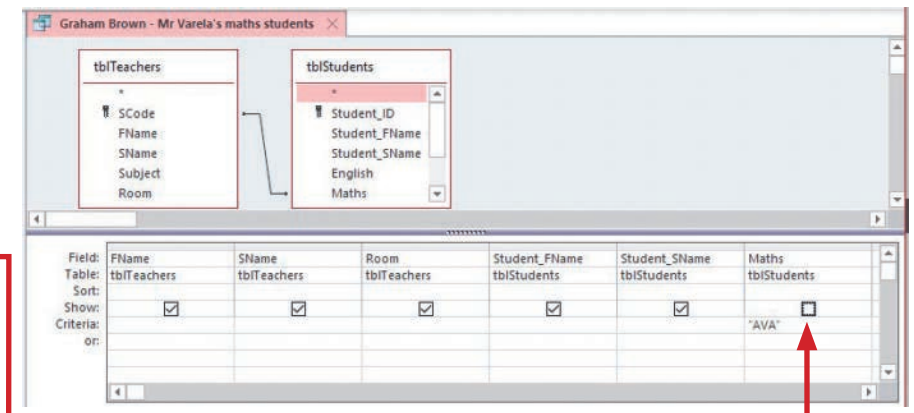 Graham Brown - Mr Varela's maths students
tblTeachers
*
SCode
FName
SName
Subject
Room
tblStudents
*
Student_ID
Student_FName
Student_SName
English
Maths
Field: FName SName Room Student_FName Student_SName Maths
Table: tblTeachers tblTeachers tblTeachers tblStudents tblStudents tblStudents
Sort:
Show:
Criteria: "AVA"
or: